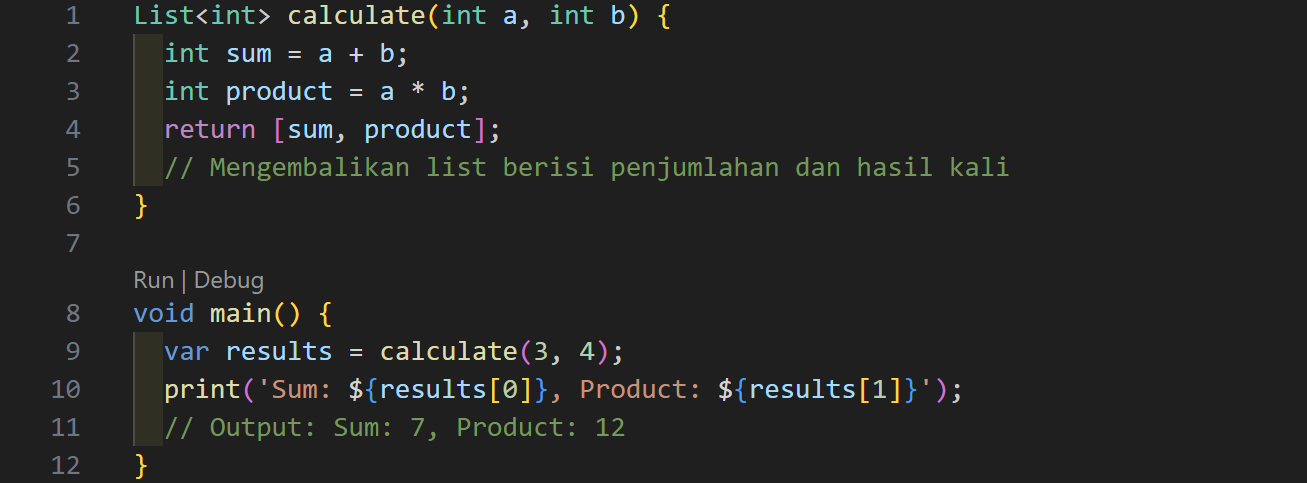 1 List<int> calculate(int a, int b) {
2   int sum = a + b;
3   int product = a * b;
4   return [sum, product];
5   // Mengembalikan list berisi penjumlahan dan hasil kali
6 }
7
Run | Debug
8 void main() {
9   var results = calculate(3, 4);
10   print('Sum: ${results[0]}, Product: ${results[1]}');
11   // Output: Sum: 7, Product: 12
12 }